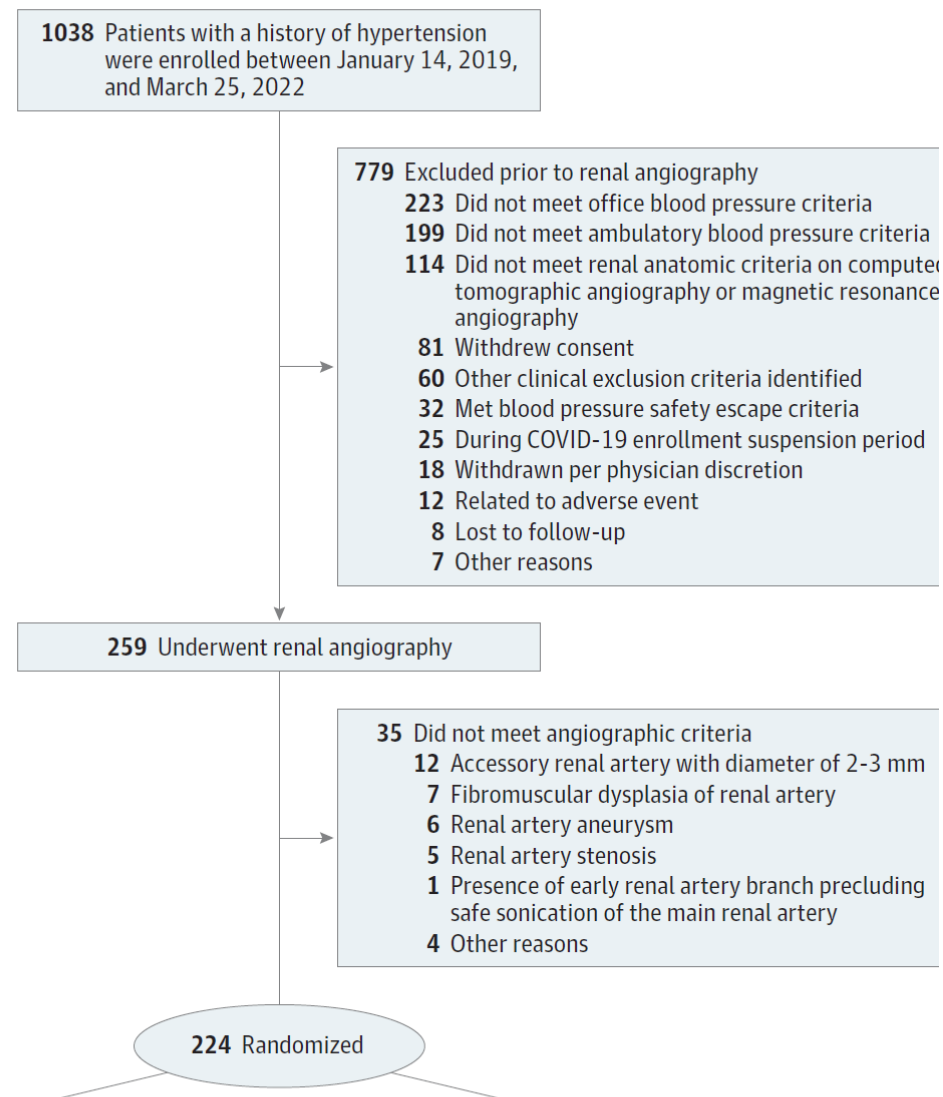 1038 Patients with a history of hypertension
were enrolled between January 14, 2019,
and March 25, 2022
779 Excluded prior to renal angiography
223 Did not meet office blood pressure criteria
199 Did not meet ambulatory blood pressure criteria
114 Did not meet renal anatomic criteria on computed
tomographic angiography or magnetic resonance
angiography
81 Withdrew consent
60 Other clinical exclusion criteria identified
32 Met blood pressure safety escape criteria
25 During COVID-19 enrollment suspension period
18 Withdrawn per physician discretion
12 Related to adverse event
8 Lost to follow-up
7 Other reasons
259 Underwent renal angiography
35 Did not meet angiographic criteria
12 Accessory renal artery with diameter of 2-3 mm
7 Fibromuscular dysplasia of renal artery
6 Renal artery aneurysm
5 Renal artery stenosis
1 Presence of early renal artery branch precluding
safe sonication of the main renal artery
4 Other reasons
224 Randomized